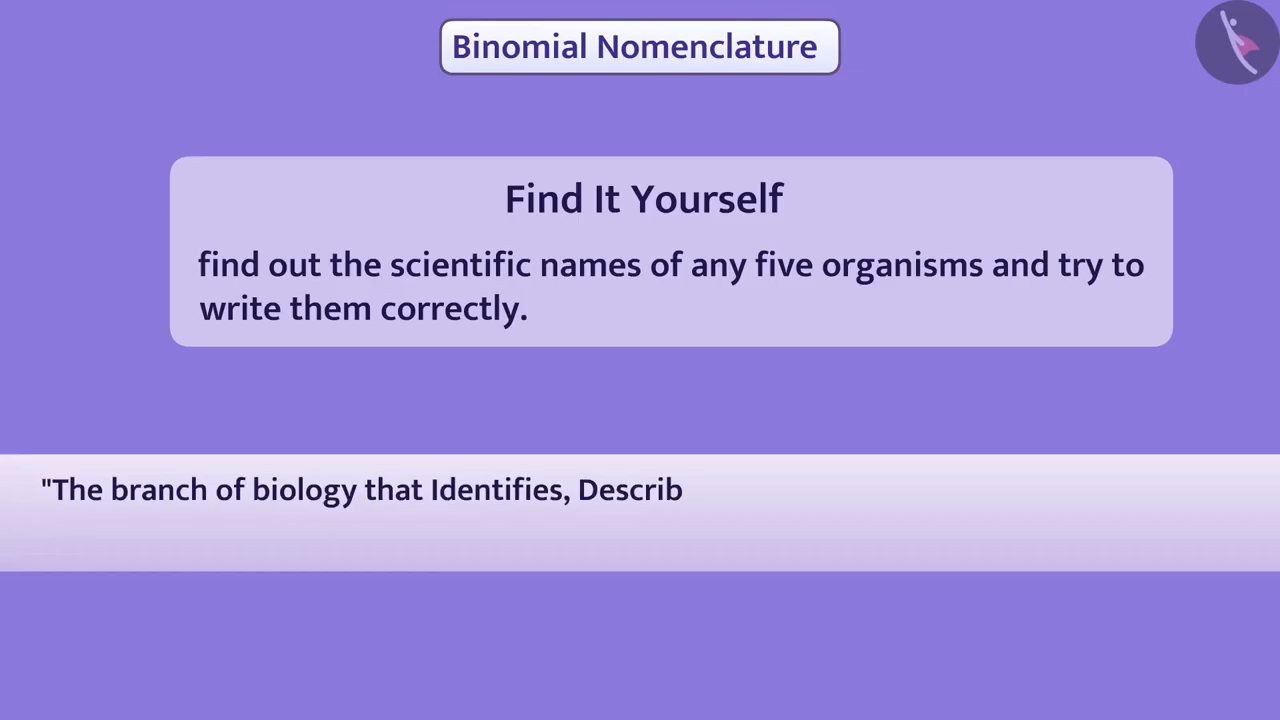 Binomial Nomenclature
Find It Yourself
find out the scientific names of any five organisms and try to
write them correctly.
"The branch of biology that Identifies, Describ